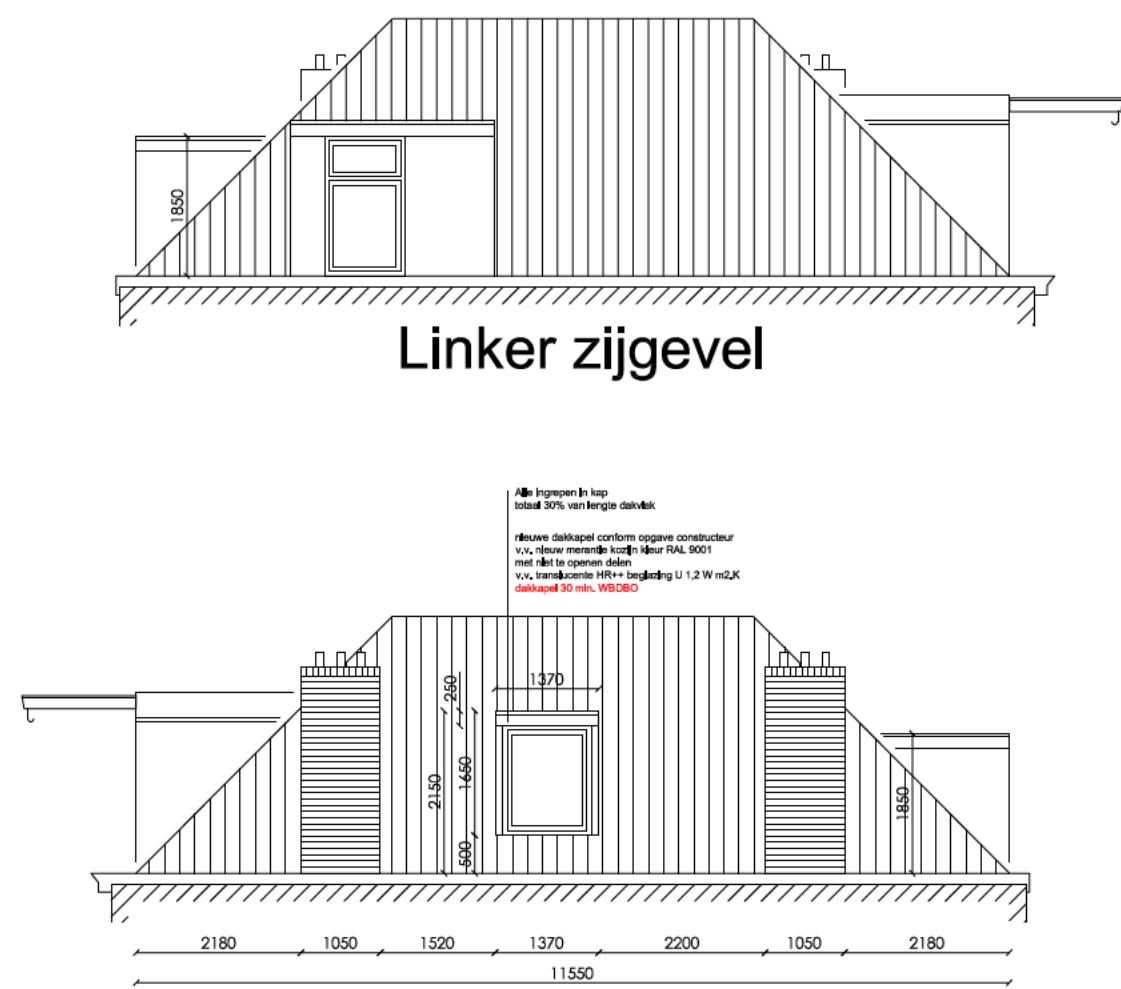 1850
Linker zijgevel
Alle ingrepen in kap
totaal 30% van lengte dakvlak
nieuwe dakkapel conform opgave constructeur
v.v. nieuw merantie kozijn kleur RAL 9001
met niet te openen delen
v.v. translucente HR++ beglazing U 1,2 W m2.K
dakkapel 30 min. WBDBO
1370
250
1650
2150
500
1850
2180 1050 1520 1370 2200 1050 2180
11550